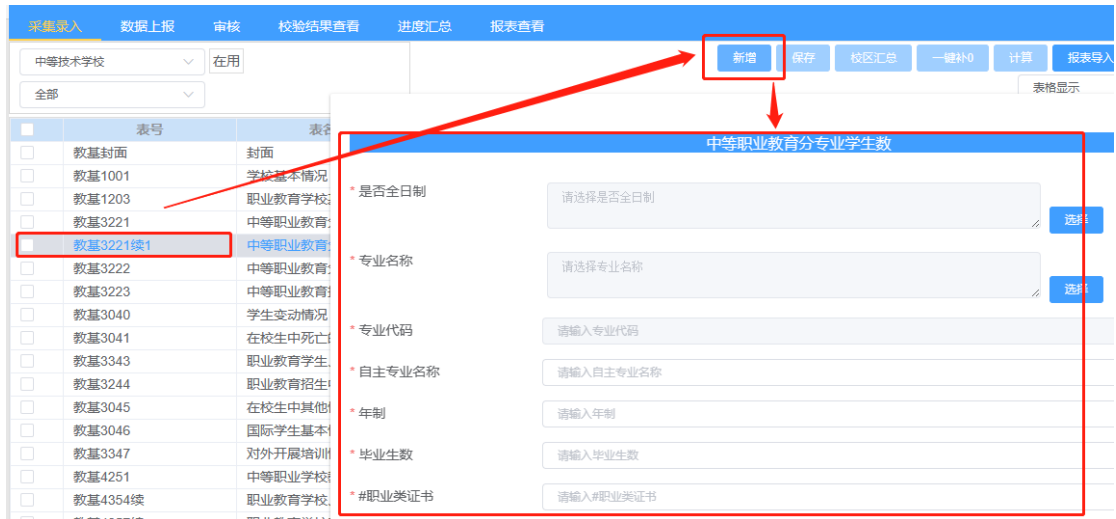 采集录入 数据上报 审核 校验结果查看 进度汇总 报表查看
中等技术学校 在用 新增 保存 校区汇总 一键补0 计算 报表导入
全部 表格显示
表号 表名
中等职业教育分专业学生数
教基封面 封面
教基1001 学校基本情况
教基1203 职业教育学校
教基3221 中等职业教育
教基3221续1 中等职业教育
教基3222 中等职业教育
教基3223 中等职业教育
教基3040 学生变动情况
教基3041 在校生中死亡
教基3343 职业教育学生
教基3244 职业教育招生
教基3045 在校生中其他
教基3046 国际学生基本
教基3347 对外开展培训
教基4251 中等职业学校
教基4354续 职业教育学校
* 是否全日制 请选择是否全日制 选择
* 专业名称 请选择专业名称 选择
* 专业代码 请输入专业代码
* 自主专业名称 请输入自主专业名称
* 年制 请输入年制
* 毕业生数 请输入毕业生数
* #职业类证书 请输入#职业类证书